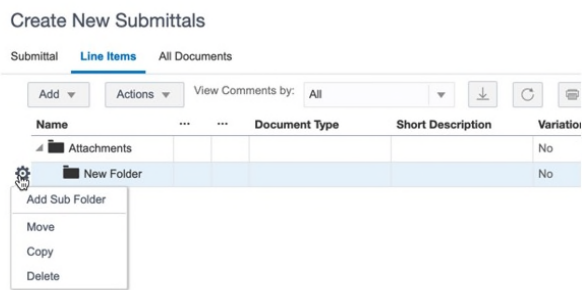 Create New Submittals
Submittal Line Items All Documents
Add Actions View Comments by: All
Name ... ... Document Type Short Description Variation
Attachments No
New Folder No
Add Sub Folder
Move
Copy
Delete